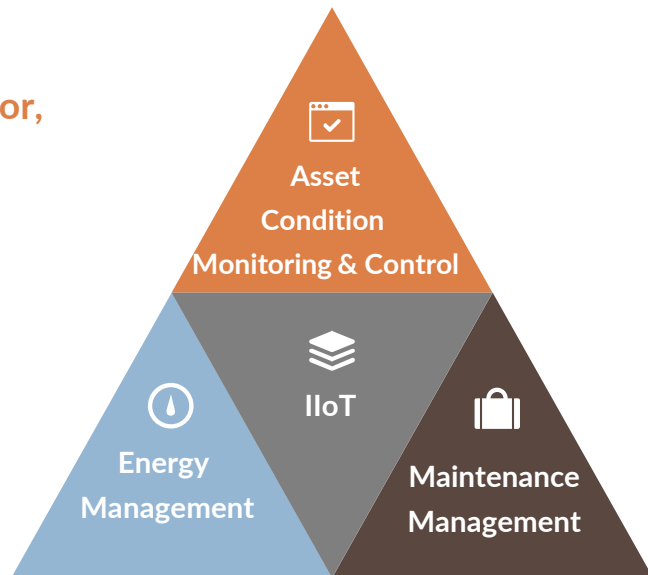 or,
Asset
Condition
Monitoring & Control
IIoT
Energy
Management
Maintenance
Management